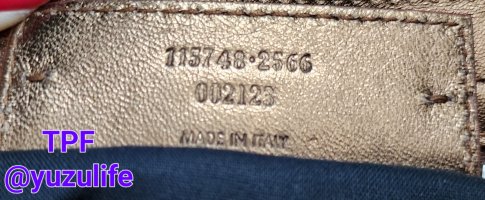 115748·2566
002123
MADE IN ITALY
TPF
@yuzulife